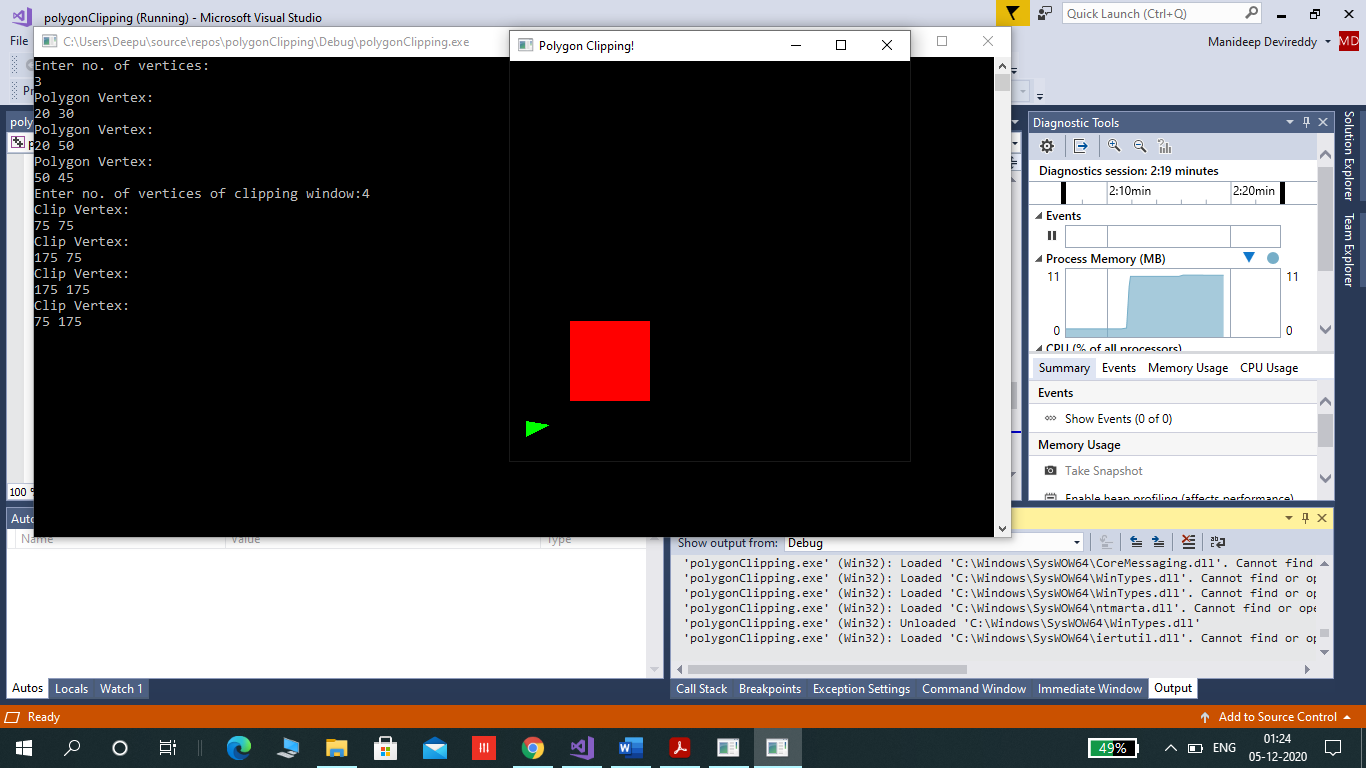 polygonClipping (Running) - Microsoft Visual Studio
Quick Launch (Ctrl+Q)
File
Manideep Devireddy
MD
C:\Users\Deepu\source\repos\polygonClipping\Debug\polygonClipping.exe
Polygon Clipping!
Enter no. of vertices:
3
Polygon Vertex:
20 30
Polygon Vertex:
20 50
Polygon Vertex:
50 45
Enter no. of vertices of clipping window:4
Clip Vertex:
75 75
Clip Vertex:
175 75
Clip Vertex:
175 175
Clip Vertex:
75 175
Diagnostic Tools
Diagnostics session: 2:19 minutes
2:10min 2:20min
Events
Process Memory (MB)
11 11
0 0
CPU (% of all processors)
Summary Events Memory Usage CPU Usage
Events
Show Events (0 of 0)
Memory Usage
Take Snapshot
Enable heap profiling (affects performance)
Solution Explorer
Team Explorer
100 %
Name Value Type
Autos Locals Watch 1
Show output from: Debug
'polygonClipping.exe' (Win32): Loaded 'C:\Windows\SysWOW64\CoreMessaging.dll'. Cannot find
'polygonClipping.exe' (Win32): Loaded 'C:\Windows\SysWOW64\WinTypes.dll'. Cannot find or op
'polygonClipping.exe' (Win32): Loaded 'C:\Windows\SysWOW64\WinTypes.dll'. Cannot find or op
'polygonClipping.exe' (Win32): Loaded 'C:\Windows\SysWOW64\ntmarta.dll'. Cannot find or ope
'polygonClipping.exe' (Win32): Unloaded 'C:\Windows\SysWOW64\WinTypes.dll'
'polygonClipping.exe' (Win32): Loaded 'C:\Windows\SysWOW64\iertutil.dll'. Cannot find or op
Call Stack Breakpoints Exception Settings Command Window Immediate Window Output
Ready
Add to Source Control
49%
ENG
01:24
05-12-2020